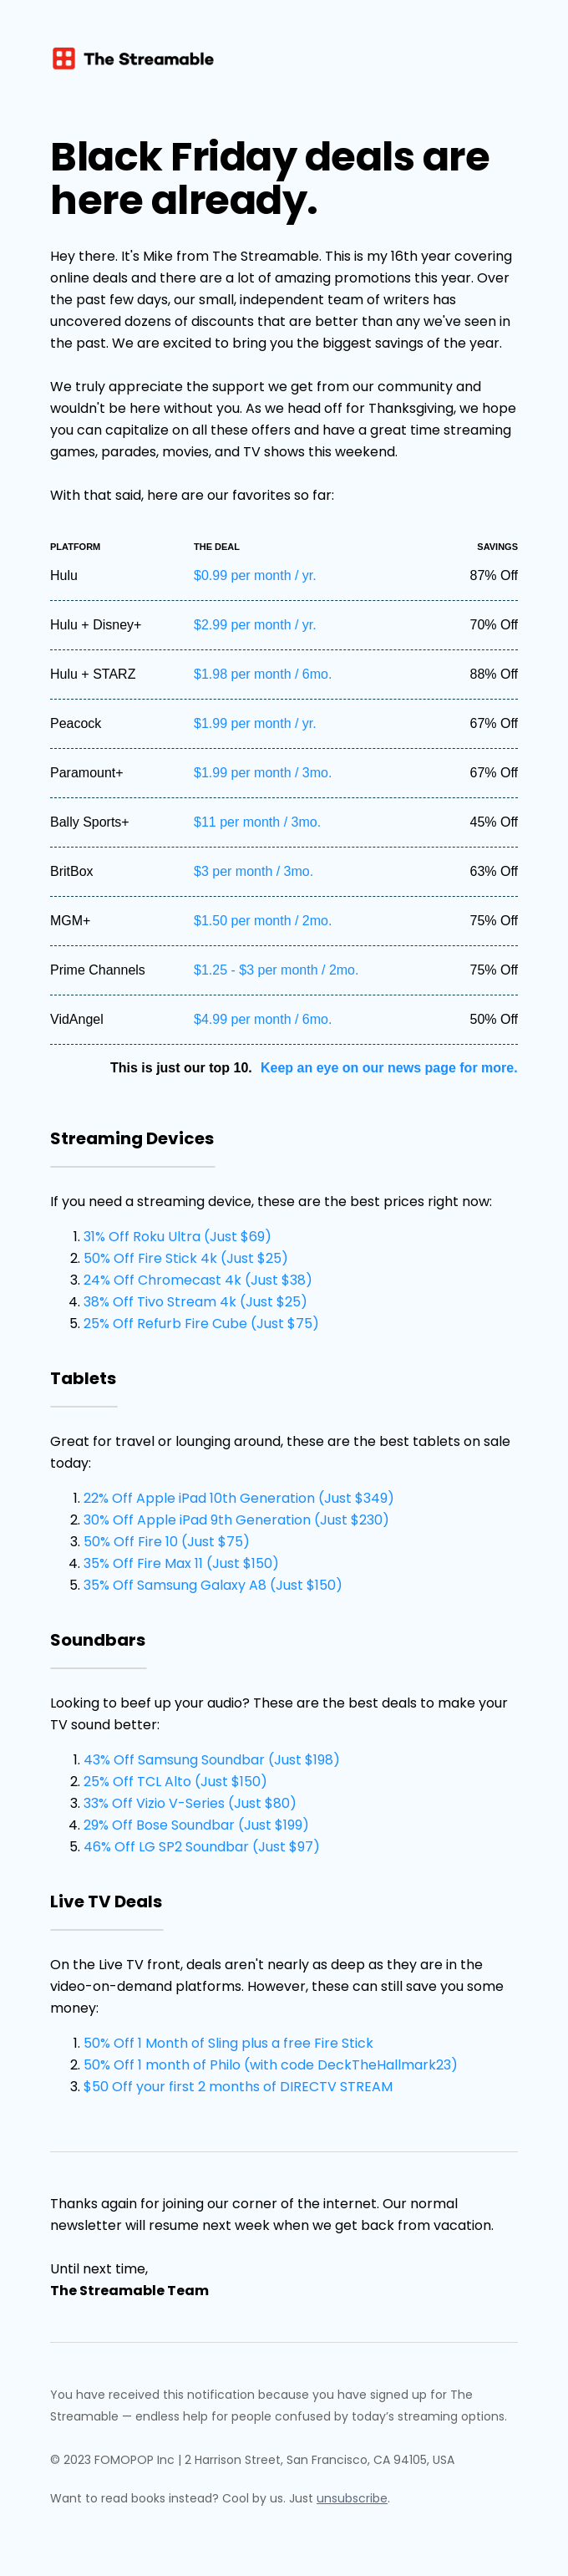 The Streamable
Black Friday deals are
here already.
Hey there. It's Mike from The Streamable. This is my 16th year covering
online deals and there are a lot of amazing promotions this year. Over
the past few days, our small, independent team of writers has
uncovered dozens of discounts that are better than any we've seen in
the past. We are excited to bring you the biggest savings of the year.
We truly appreciate the support we get from our community and
wouldn't be here without you. As we head off for Thanksgiving, we hope
you can capitalize on all these offers and have a great time streaming
games, parades, movies, and TV shows this weekend.
With that said, here are our favorites so far:
PLATFORM THE DEAL SAVINGS
Hulu $0.99 per month / yr. 87% Off
Hulu + Disney+ $2.99 per month / yr. 70% Off
Hulu + STARZ $1.98 per month / 6mo. 88% Off
Peacock $1.99 per month / yr. 67% Off
Paramount+ $1.99 per month / 3mo. 67% Off
Bally Sports+ $11 per month / 3mo. 45% Off
BritBox $3 per month / 3mo. 63% Off
MGM+ $1.50 per month / 2mo. 75% Off
Prime Channels $1.25 - $3 per month / 2mo. 75% Off
VidAngel $4.99 per month / 6mo. 50% Off
This is just our top 10. Keep an eye on our news page for more.
Streaming Devices
If you need a streaming device, these are the best prices right now:
1. 31% Off Roku Ultra (Just $69)
2. 50% Off Fire Stick 4k (Just $25)
3. 24% Off Chromecast 4k (Just $38)
4. 38% Off Tivo Stream 4k (Just $25)
5. 25% Off Refurb Fire Cube (Just $75)
Tablets
Great for travel or lounging around, these are the best tablets on sale
today:
1. 22% Off Apple iPad 10th Generation (Just $349)
2. 30% Off Apple iPad 9th Generation (Just $230)
3. 50% Off Fire 10 (Just $75)
4. 35% Off Fire Max 11 (Just $150)
5. 35% Off Samsung Galaxy A8 (Just $150)
Soundbars
Looking to beef up your audio? These are the best deals to make your
TV sound better:
1. 43% Off Samsung Soundbar (Just $198)
2. 25% Off TCL Alto (Just $150)
3. 33% Off Vizio V-Series (Just $80)
4. 29% Off Bose Soundbar (Just $199)
5. 46% Off LG SP2 Soundbar (Just $97)
Live TV Deals
On the Live TV front, deals aren't nearly as deep as they are in the
video-on-demand platforms. However, these can still save you some
money:
1. 50% Off 1 Month of Sling plus a free Fire Stick
2. 50% Off 1 month of Philo (with code DeckTheHallmark23)
3. $50 Off your first 2 months of DIRECTV STREAM
Thanks again for joining our corner of the internet. Our normal
newsletter will resume next week when we get back from vacation.
Until next time,
The Streamable Team
You have received this notification because you have signed up for The
Streamable — endless help for people confused by today’s streaming options.
© 2023 FOMOPOP Inc | 2 Harrison Street, San Francisco, CA 94105, USA
Want to read books instead? Cool by us. Just unsubscribe.